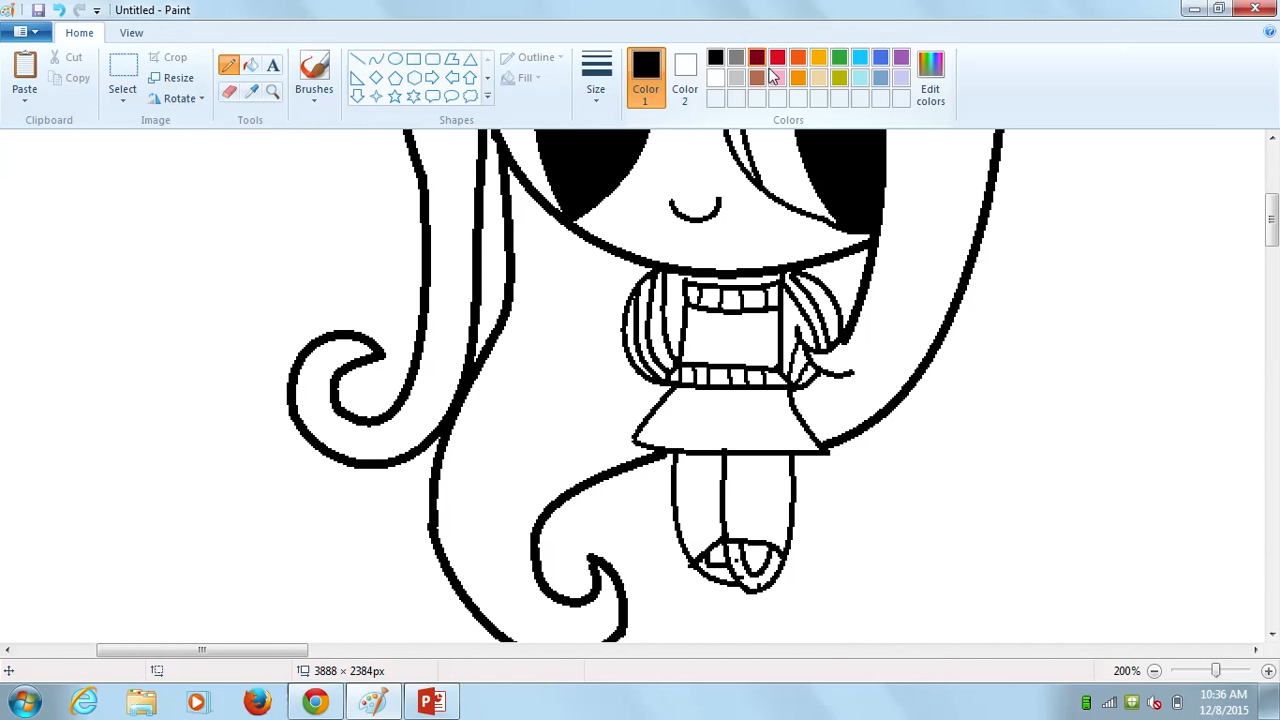 Untitled - Paint
Home View
Paste
Cut
Copy
Clipboard
Select
Crop
Resize
Rotate
Image
A
Tools
Brushes
Outline
Fill
Shapes
Size
Color 1
Color 2
Edit colors
Colors
3888 × 2384px
200%
10:36 AM
12/8/2015